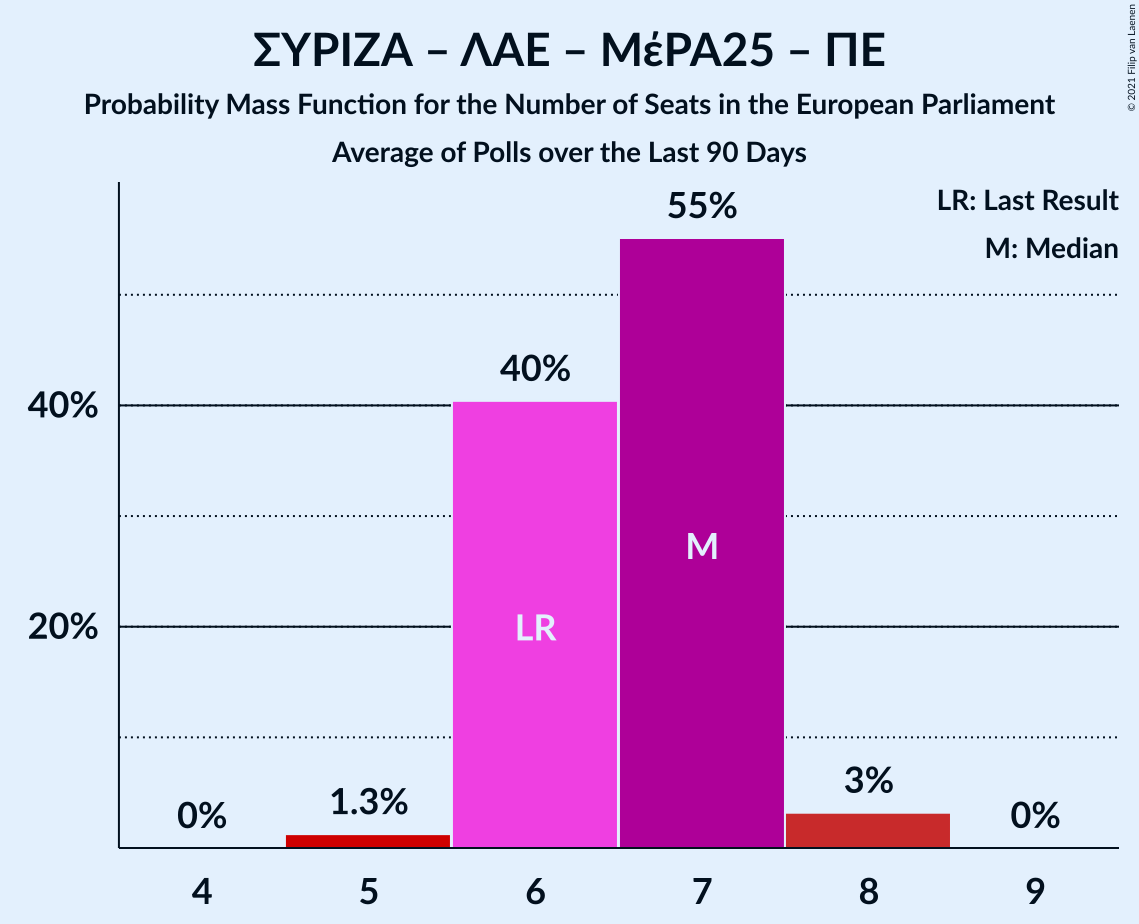 ΣΥΡΙΖΑ – ΛΑΕ – ΜέΡΑ25 – ΠΕ
Probability Mass Function for the Number of Seats in the European Parliament
Average of Polls over the Last 90 Days
© 2021 Filip van Laenen
LR: Last Result
M: Median
55%
40%
40%
M
LR
20%
3%
1.3%
0%
0%
4 5 6 7 8 9